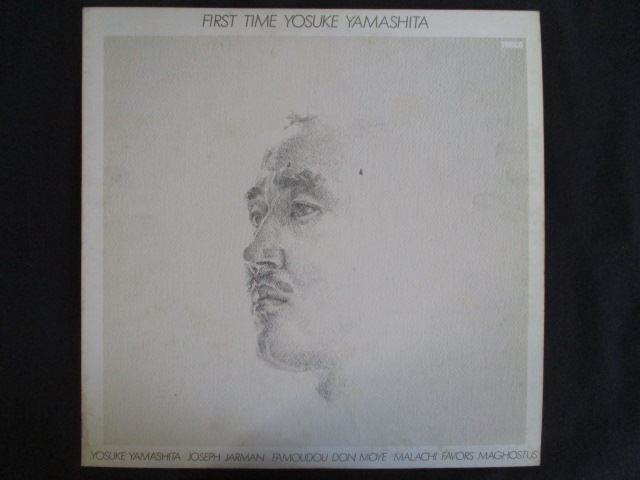 FIRST TIME YOSUKE YAMASHITA
YOSUKE YAMASHITA JOSEPH JARMAN FAMOUDOU DON MOYE MALACHI FAVORS MAGHOSTUS